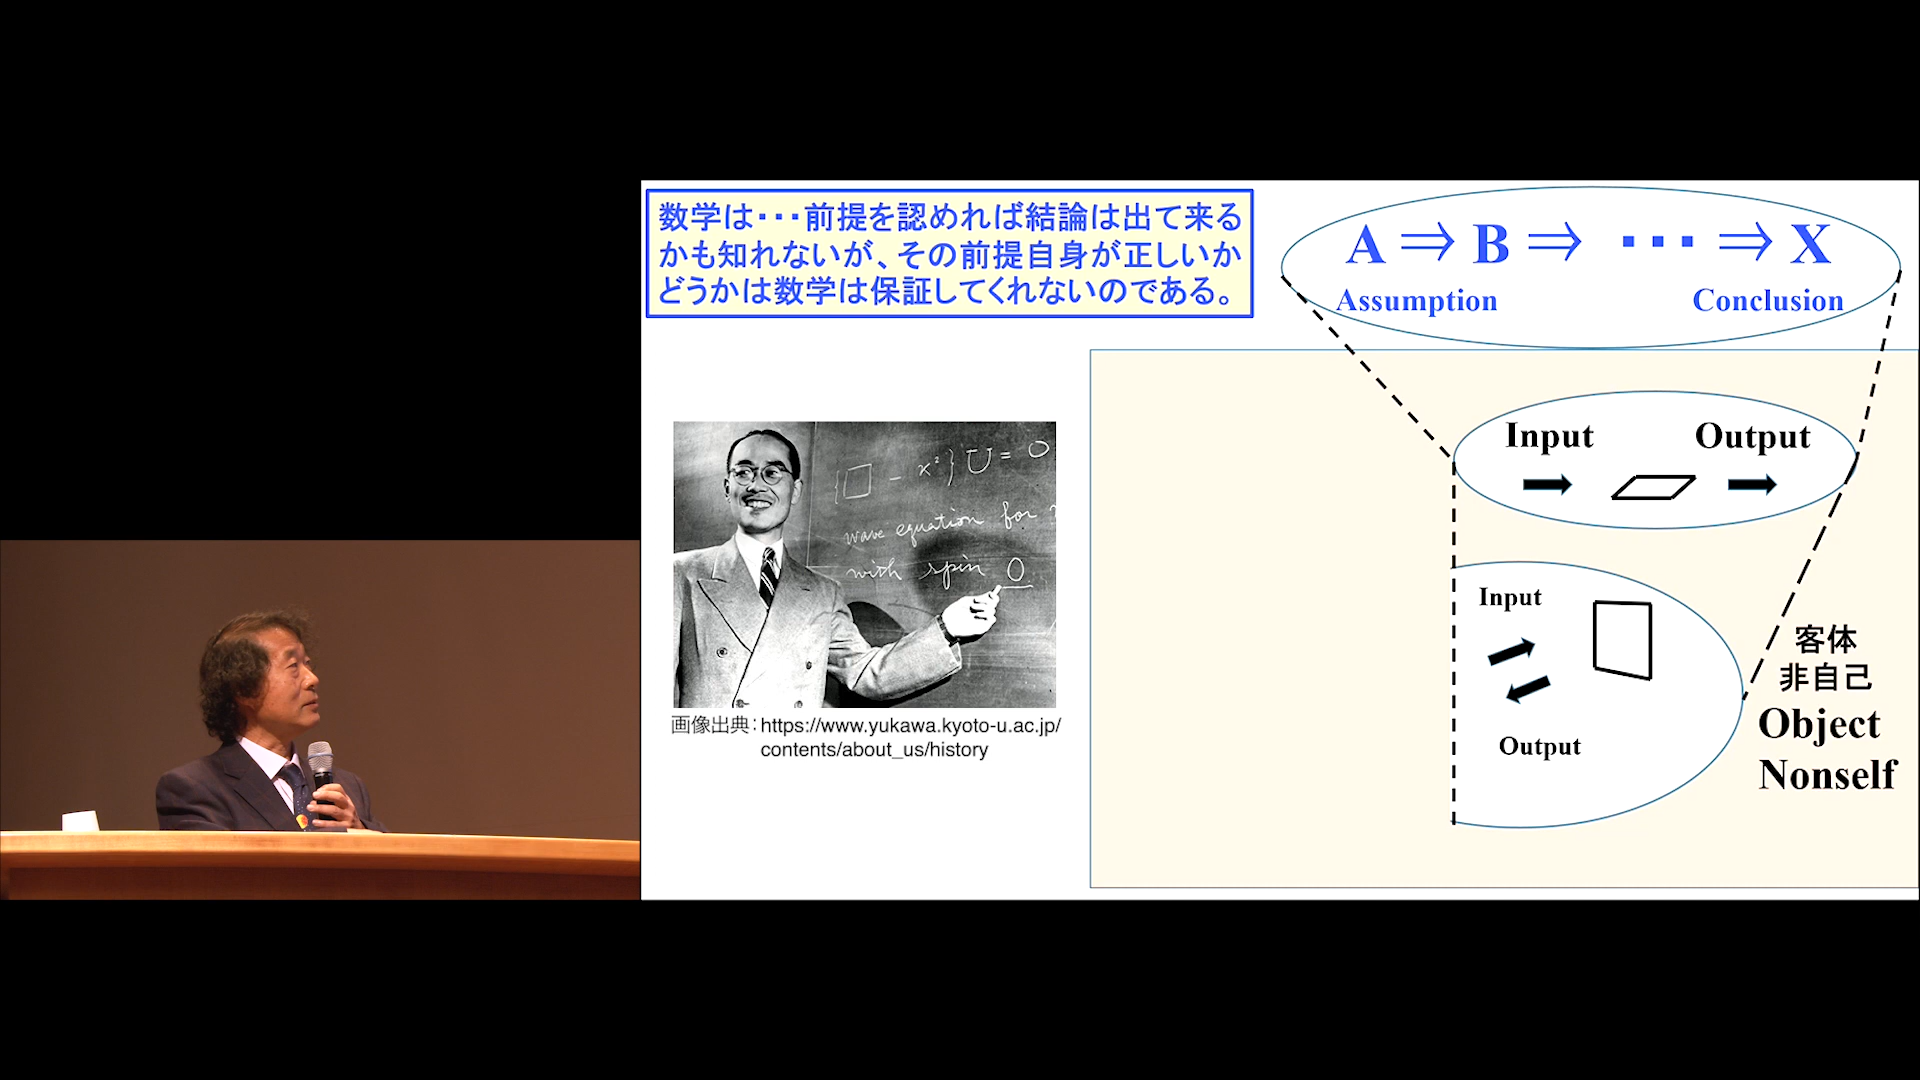 数学は・・・前提を認めれば結論は出て来る
かも知れないが、その前提自身が正しいか
どうかは数学は保証してくれないのである。
A ⇒ B ⇒ ・・・ ⇒ X
Assumption Conclusion
Input Output
{□ - x²} U = 0
wave equation for
with spin 0
画像出典：https://www.yukawa.kyoto-u.ac.jp/
contents/about_us/history
Input
Output
客体
非自己
Object
Nonself